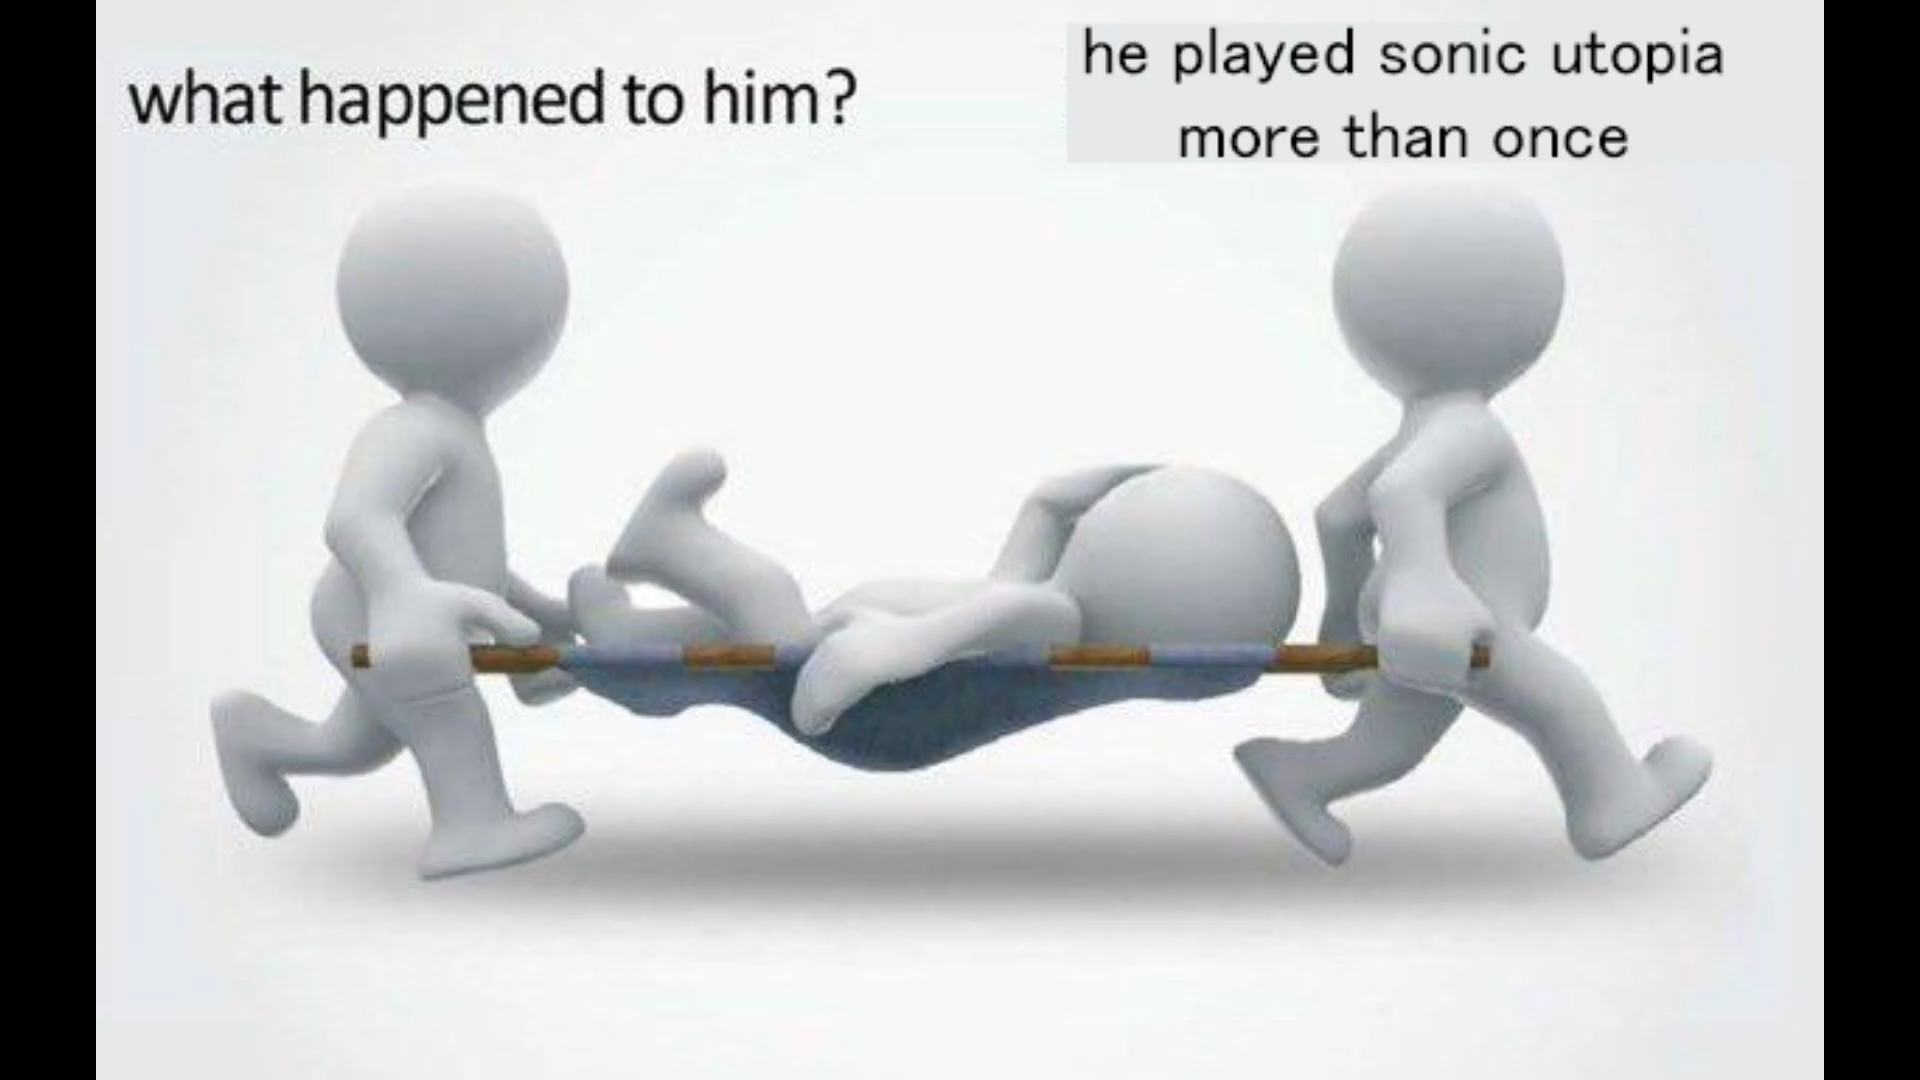 what happened to him?
he played sonic utopia
more than once